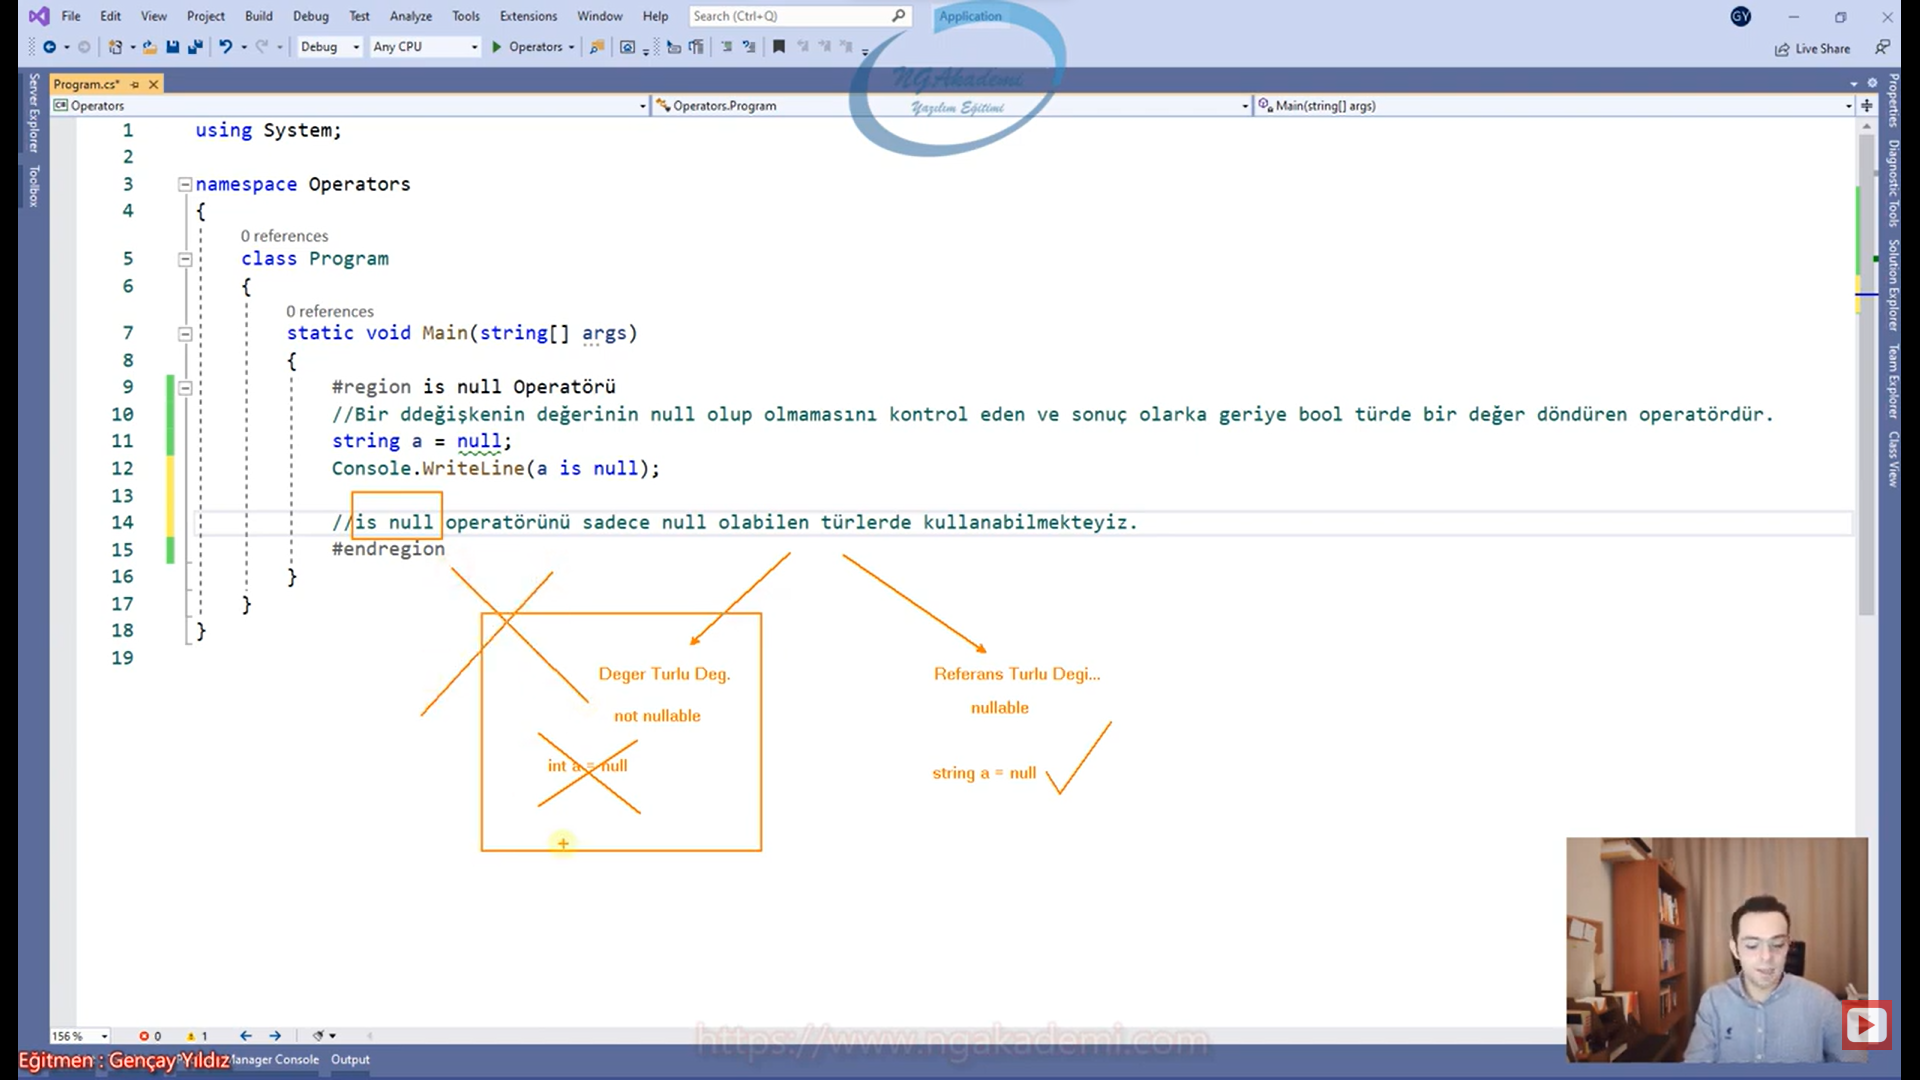 File Edit View Project Build Debug Test Analyze Tools Extensions Window Help Search (Ctrl+Q) Application GY
Debug Any CPU Operators Live Share
NGAkademi
Yazılım Eğitimi
Program.cs*
Operators Operators.Program Main(string[] args)
Server Explorer
Toolbox
Properties
Diagnostic Tools
Solution Explorer
Team Explorer
Class View
1 using System;
2
3 namespace Operators
4 {
0 references
5 class Program
6 {
0 references
7 static void Main(string[] args)
8 {
9 #region is null Operatörü
10 //Bir ddeğişkenin değerinin null olup olmamasını kontrol eden ve sonuç olarka geriye bool türde bir değer döndüren operatördür.
11 string a = null;
12 Console.WriteLine(a is null);
13
14 //is null operatörünü sadece null olabilen türlerde kullanabilmekteyiz.
15 #endregion
16 }
17 }
18 }
19
Deger Turlu Deg.
not nullable
int a = null
Referans Turlu Degi...
nullable
string a = null
156 % 0 1
https://www.ngakademi.com
Eğitmen : Gençay Yıldız
anager Console Output